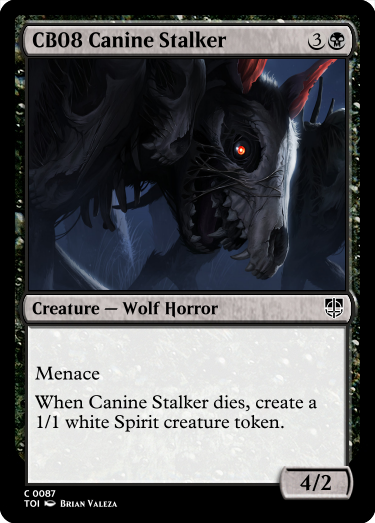 CB08 Canine Stalker 3
Creature — Wolf Horror
Menace
When Canine Stalker dies, create a
1/1 white Spirit creature token.
4/2
C 0087
TOI Brian Valeza